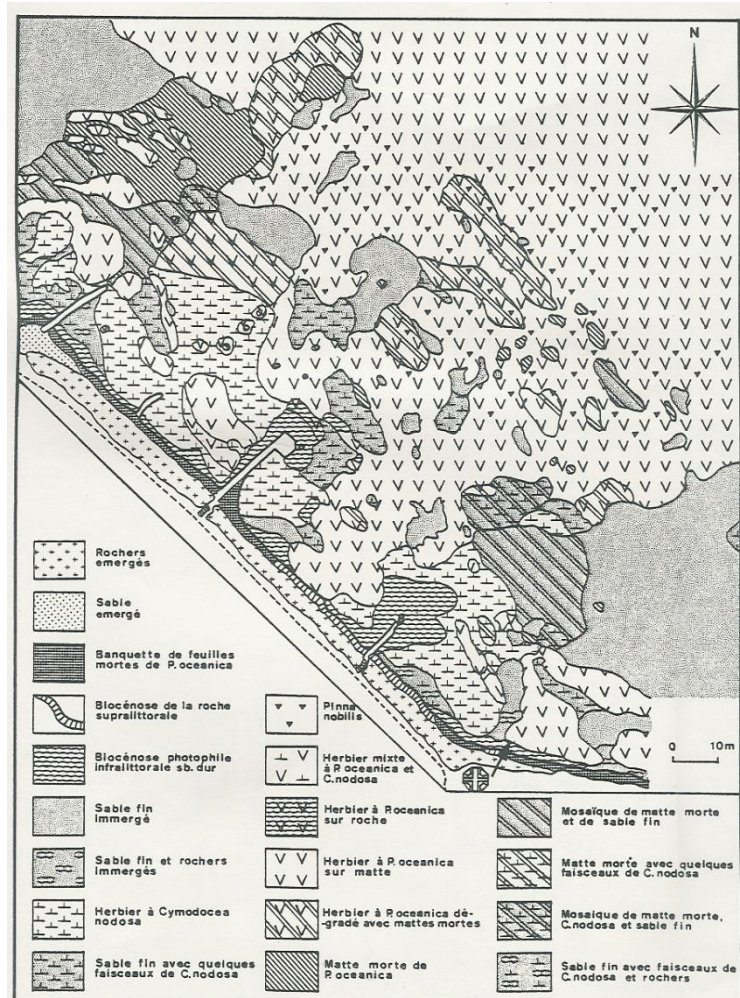 N
Rochers
emergés
Sable
emergé
Banquette de feuilles
mortes de P.oceanica
Biocénose de la roche
supralittorale
Biocénose photophile
infralittorale sb. dur
Sable fin
immergé
Sable fin et rochers
immergés
Herbier à Cymodocea
nodosa
Sable fin avec quelques
faisceaux de C.nodosa
Pinna
nobilis
Herbier mixte
à P.oceanica et
C.nodosa
Herbier à P.oceanica
sur roche
Herbier à P.oceanica
sur matte
Herbier à P.oceanica dé-
-gradé avec mattes mortes
Matte morte de
P.oceanica
0 10m
Mosaïque de matte morte
et de sable fin
Matte morte avec quelques
faisceaux de C.nodosa
Mosaique de matte morte,
C.nodosa et sable fin
Sable fin avec faisceaux de
C.nodosa et rochers